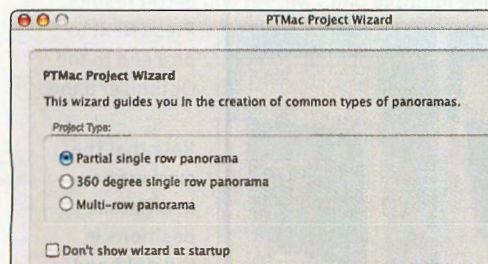 PTMac Project Wizard
PTMac Project Wizard
This wizard guides you in the creation of common types of panoramas.
Project Type:
Partial single row panorama
360 degree single row panorama
Multi-row panorama
Don't show wizard at startup